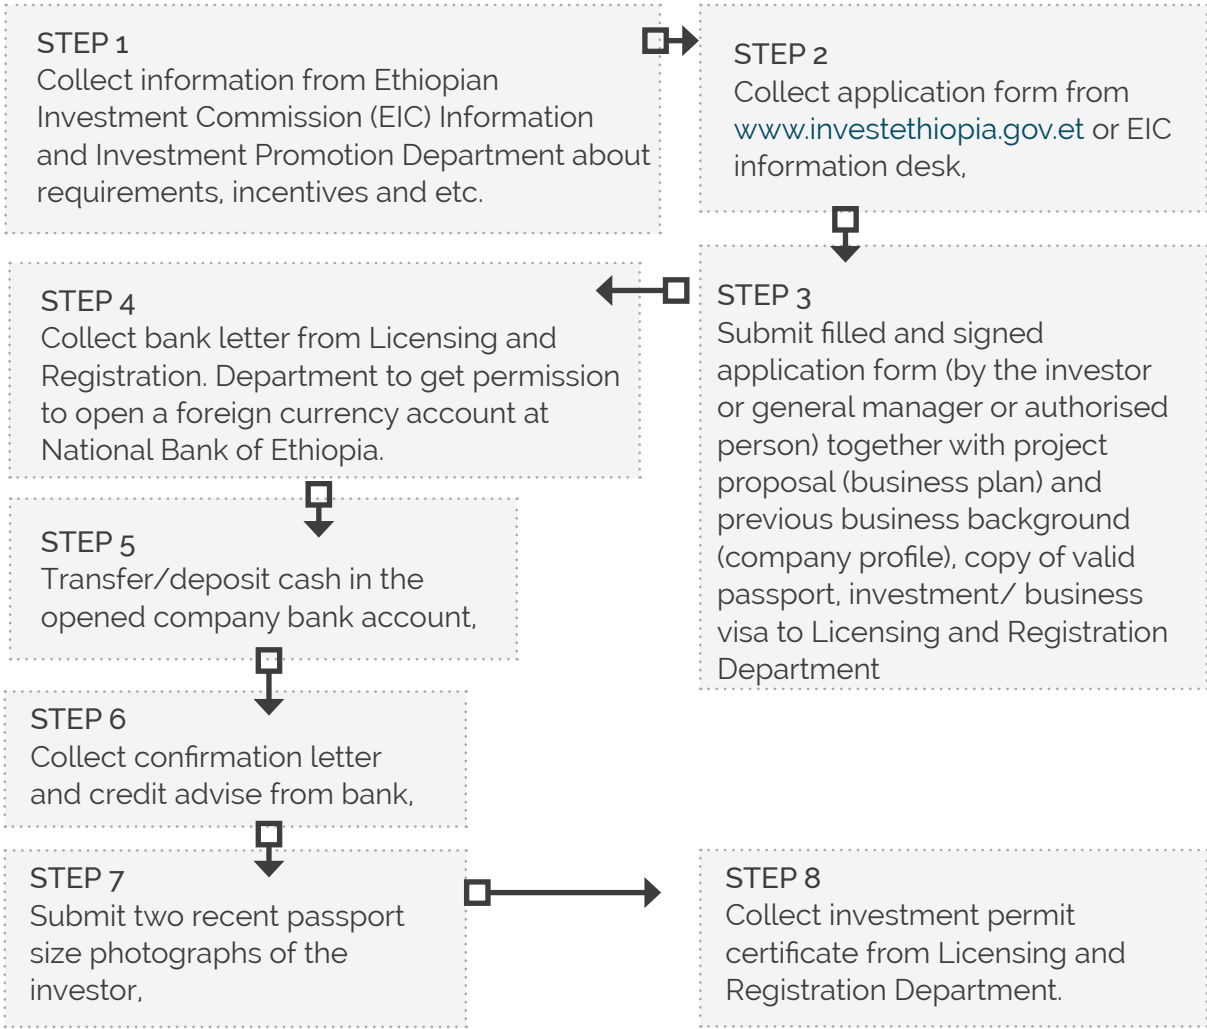 STEP 1
Collect information from Ethiopian
Investment Commission (EIC) Information
and Investment Promotion Department about
requirements, incentives and etc.
STEP 2
Collect application form from
www.investethiopia.gov.et or EIC
information desk,
STEP 3
Submit filled and signed
application form (by the investor
or general manager or authorised
person) together with project
proposal (business plan) and
previous business background
(company profile), copy of valid
passport, investment/ business
visa to Licensing and Registration
Department
STEP 4
Collect bank letter from Licensing and
Registration. Department to get permission
to open a foreign currency account at
National Bank of Ethiopia.
STEP 5
Transfer/deposit cash in the
opened company bank account,
STEP 6
Collect confirmation letter
and credit advise from bank,
STEP 7
Submit two recent passport
size photographs of the
investor,
STEP 8
Collect investment permit
certificate from Licensing and
Registration Department.